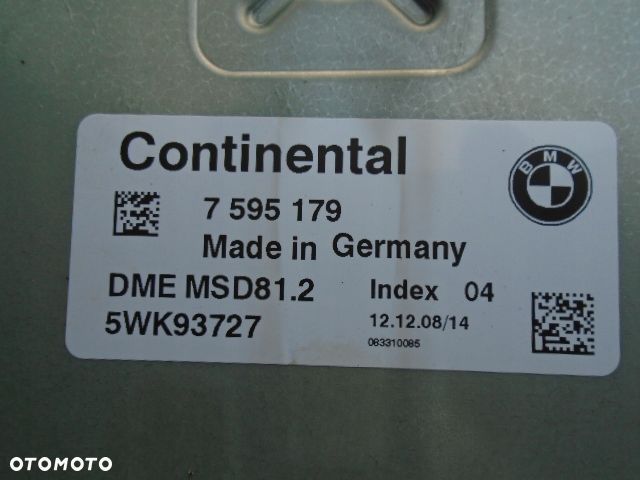 Continental
BMW
7 595 179
Made in Germany
DME MSD81.2 Index 04
5WK93727 12.12.08/14
083310085
OTOMOTO